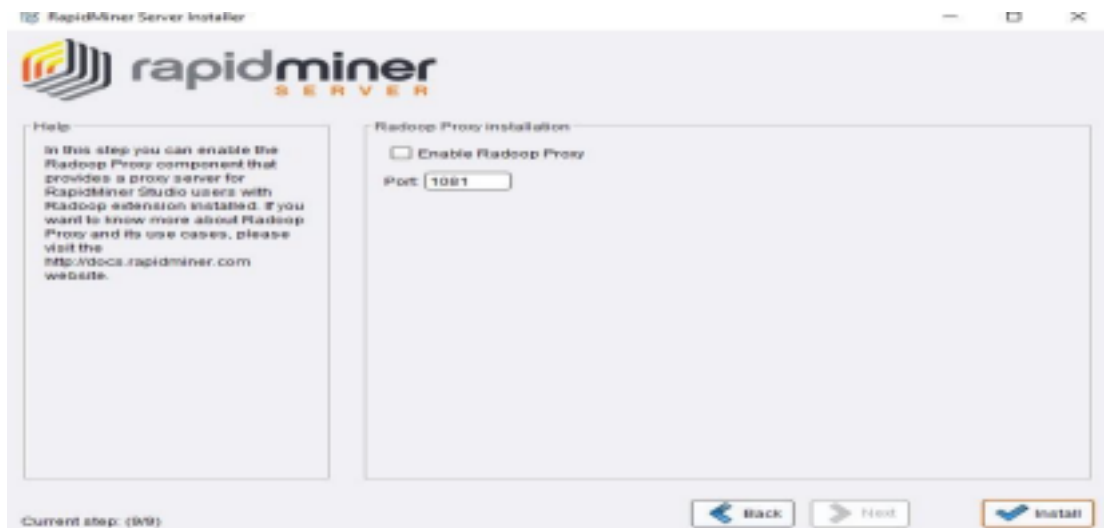 RapidMiner Server Installer
rapidminer
SERVER
Help
In this step you can enable the
Radoop Proxy component that
provides a proxy server for
RapidMiner Studio users with
Radoop extension installed. If you
want to know more about Radoop
Proxy and its use cases, please
visit the
http://docs.rapidminer.com
website.
Radoop Proxy installation
Enable Radoop Proxy
Port: 1081
Current step: (9/9)
Back
Next
Install